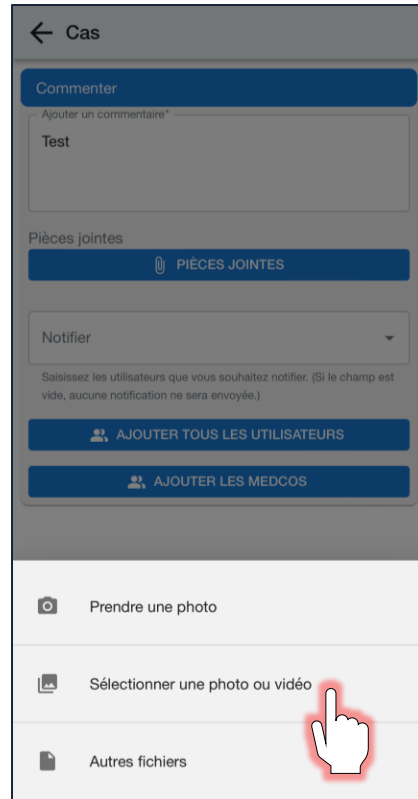 Cas
Commenter
Ajouter un commentaire*
Test
Pièces jointes
PIÈCES JOINTES
Notifier
Saisissez les utilisateurs que vous souhaitez notifier. (Si le champ est
vide, aucune notification ne sera envoyée.)
AJOUTER TOUS LES UTILISATEURS
AJOUTER LES MEDCOS
Prendre une photo
Sélectionner une photo ou vidéo
Autres fichiers